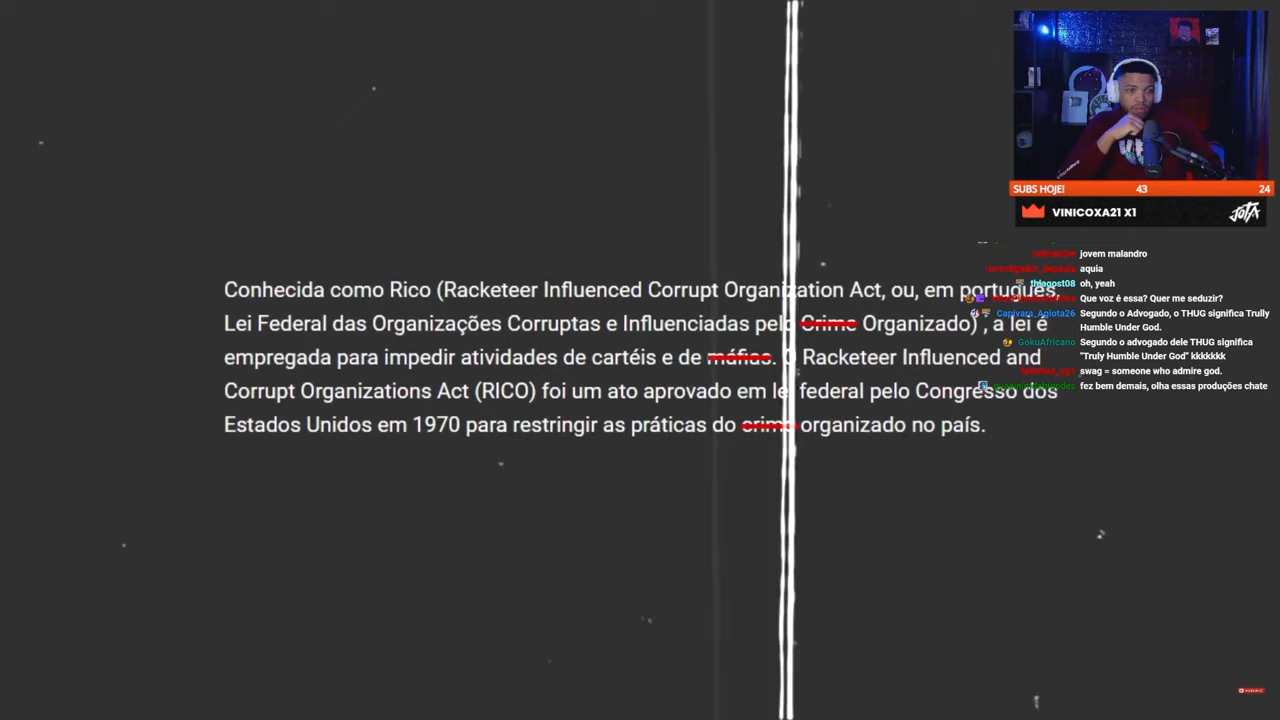 SUBS HOJE! 43 24
VINICOXA21 X1
JOTA
jovem malandro
aquia
thiagost08 oh, yeah
Que voz é essa? Quer me seduzir?
Capivara_Agiota26 Segundo o Advogado, o THUG significa Trully
Humble Under God.
GokuAfricano Segundo o advogado dele THUG significa
"Truly Humble Under God" kkkkkkk
swag = someone who admire god.
fez bem demais, olha essas produções chate
Conhecida como Rico (Racketeer Influenced Corrupt Organization Act, ou, em português,
Lei Federal das Organizações Corruptas e Influenciadas pelo Crime Organizado) , a lei é
empregada para impedir atividades de cartéis e de máfias. O Racketeer Influenced and
Corrupt Organizations Act (RICO) foi um ato aprovado em lei federal pelo Congresso dos
Estados Unidos em 1970 para restringir as práticas do crime organizado no país.